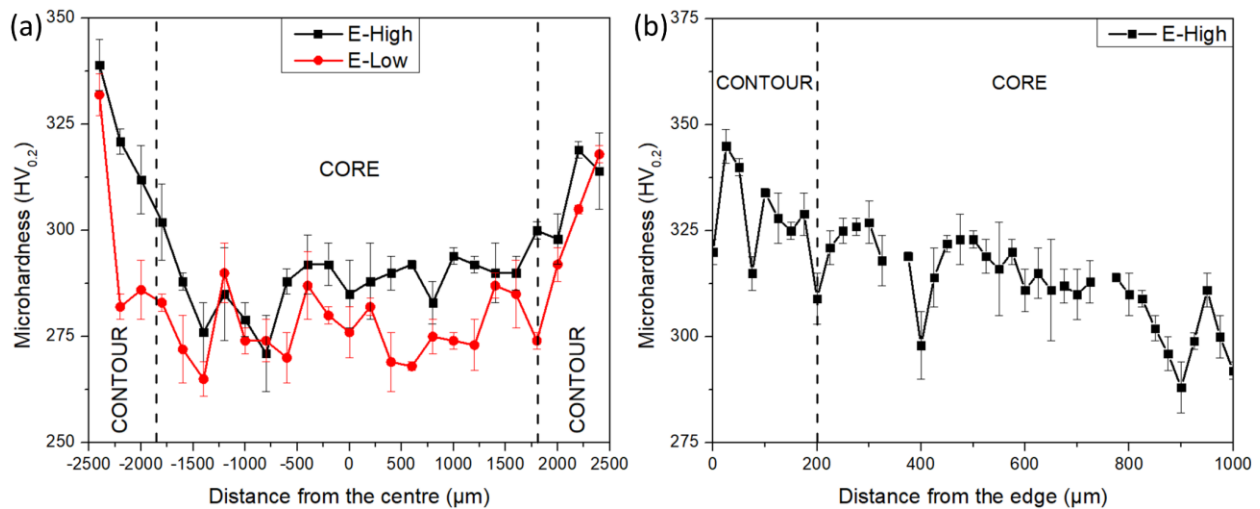 (a)
350
325
300
275
250
Microhardness (HV0.2)
E-High
E-Low
CORE
CONTOUR
CONTOUR
-2500 -2000 -1500 -1000 -500 0 500 1000 1500 2000 2500
Distance from the centre (µm)
(b)
375
350
325
300
275
Microhardness (HV0.2)
E-High
CONTOUR CORE
0 200 400 600 800 1000
Distance from the edge (µm)